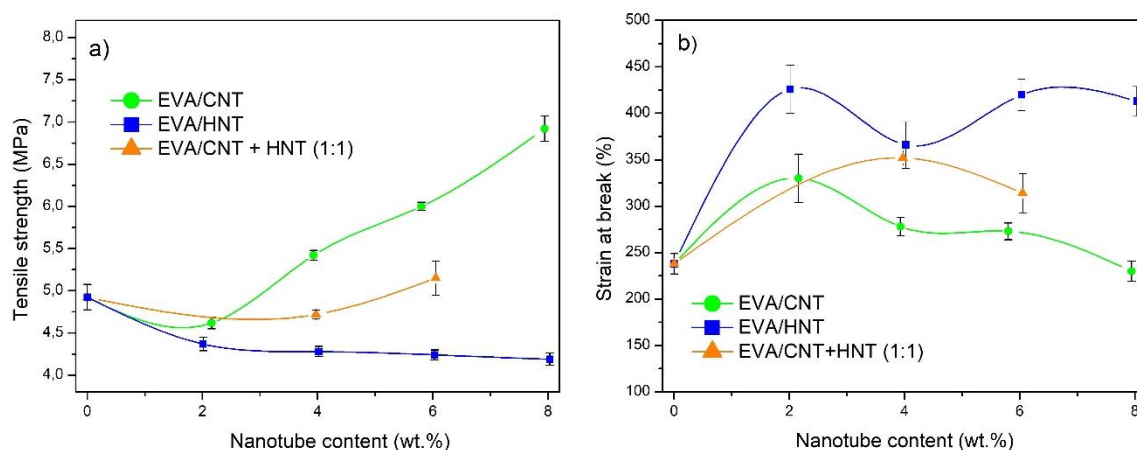 a)
Tensile strength (MPa)
8,0
7,5
7,0
6,5
6,0
5,5
5,0
4,5
4,0
EVA/CNT
EVA/HNT
EVA/CNT + HNT (1:1)
0 2 4 6 8
Nanotube content (wt.%)
b)
Strain at break (%)
500
450
400
350
300
250
200
150
100
EVA/CNT
EVA/HNT
EVA/CNT+HNT (1:1)
0 2 4 6 8
Nanotube content (wt.%)